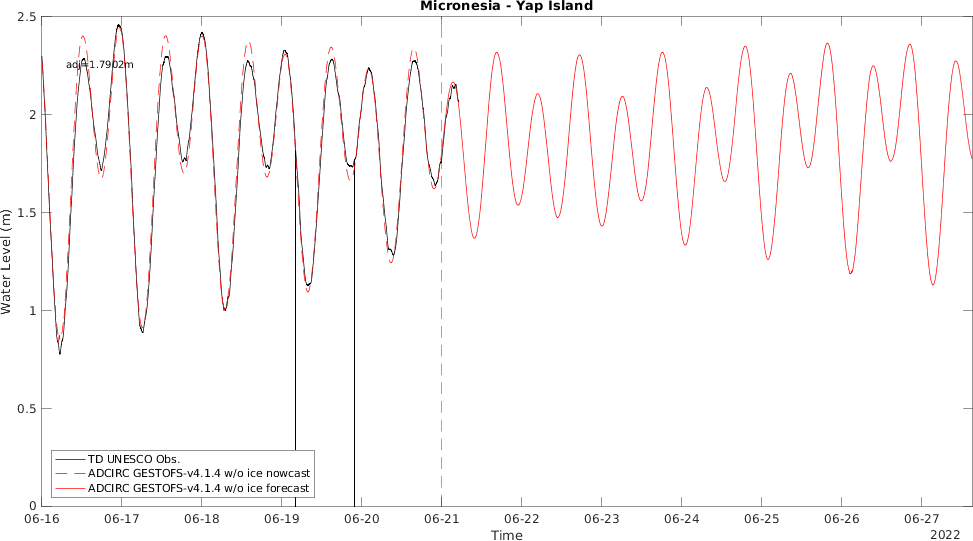 Micronesia - Yap Island
2.5
adj=1.7902m
2
1.5
Water Level (m)
1
0.5
TD UNESCO Obs.
ADCIRC GESTOFS-v4.1.4 w/o ice nowcast
ADCIRC GESTOFS-v4.1.4 w/o ice forecast
0
06-16 06-17 06-18 06-19 06-20 06-21 06-22 06-23 06-24 06-25 06-26 06-27
Time
2022